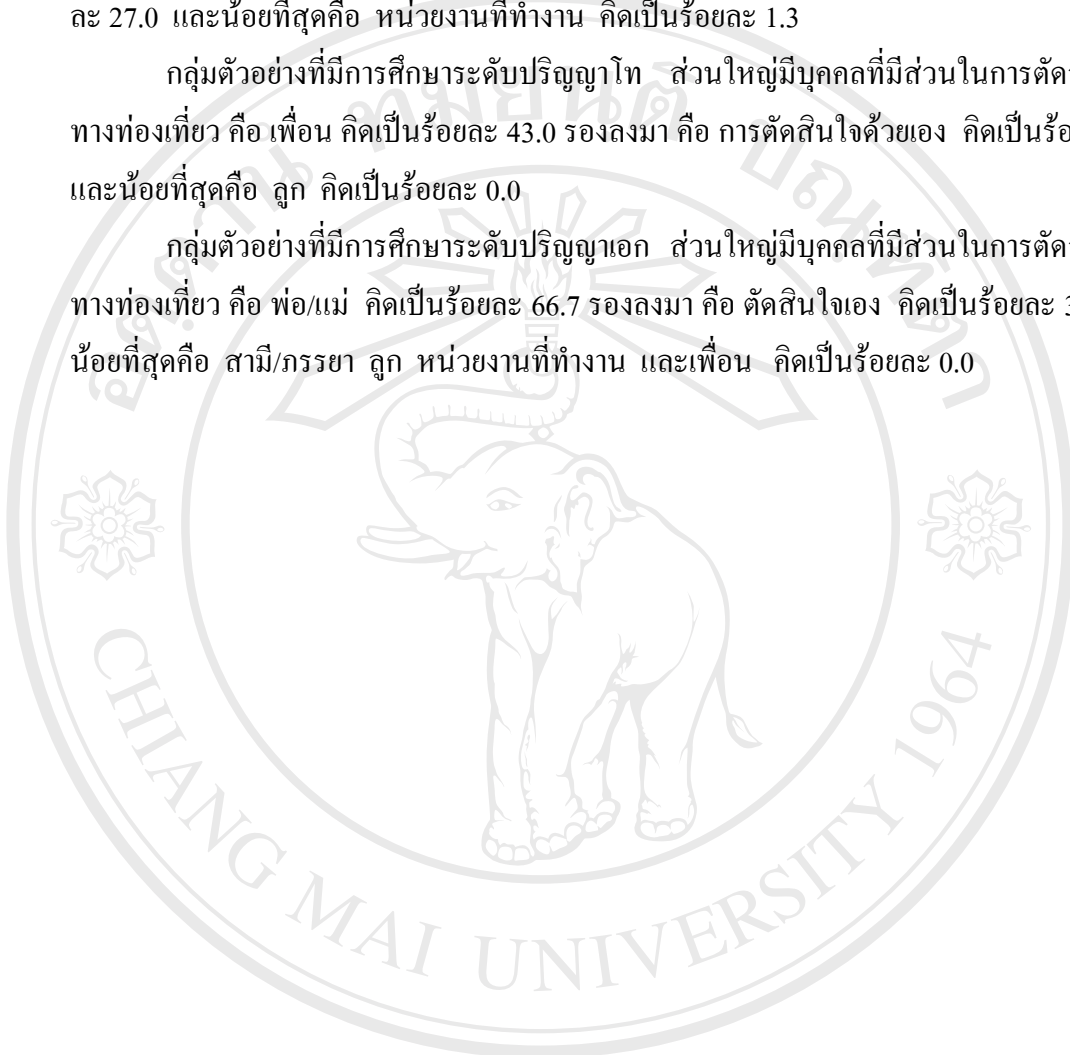 ละ 27.0 และน้อยที่สุดคือ หน่วยงานที่ทำงาน คิดเป็นร้อยละ 1.3
กลุ่มตัวอย่างที่มีการศึกษาระดับปริญญาโท ส่วนใหญ่มีบุคคลที่มีส่วนในการตัด
ทางท่องเที่ยว คือ เพื่อน คิดเป็นร้อยละ 43.0 รองลงมา คือ การตัดสินใจด้วยเอง คิดเป็นร้อ
และน้อยที่สุดคือ ลูก คิดเป็นร้อยละ 0.0
กลุ่มตัวอย่างที่มีการศึกษาระดับปริญญาเอก ส่วนใหญ่มีบุคคลที่มีส่วนในการตัด
ทางท่องเที่ยว คือ พ่อ/แม่ คิดเป็นร้อยละ 66.7 รองลงมา คือ ตัดสินใจเอง คิดเป็นร้อยละ 3
น้อยที่สุดคือ สามี/ภรรยา ลูก หน่วยงานที่ทำงาน และเพื่อน คิดเป็นร้อยละ 0.0
อตฺตานํ ทมยนฺติ ปณฺฑิตา
CHIANG MAI UNIVERSITY 1964